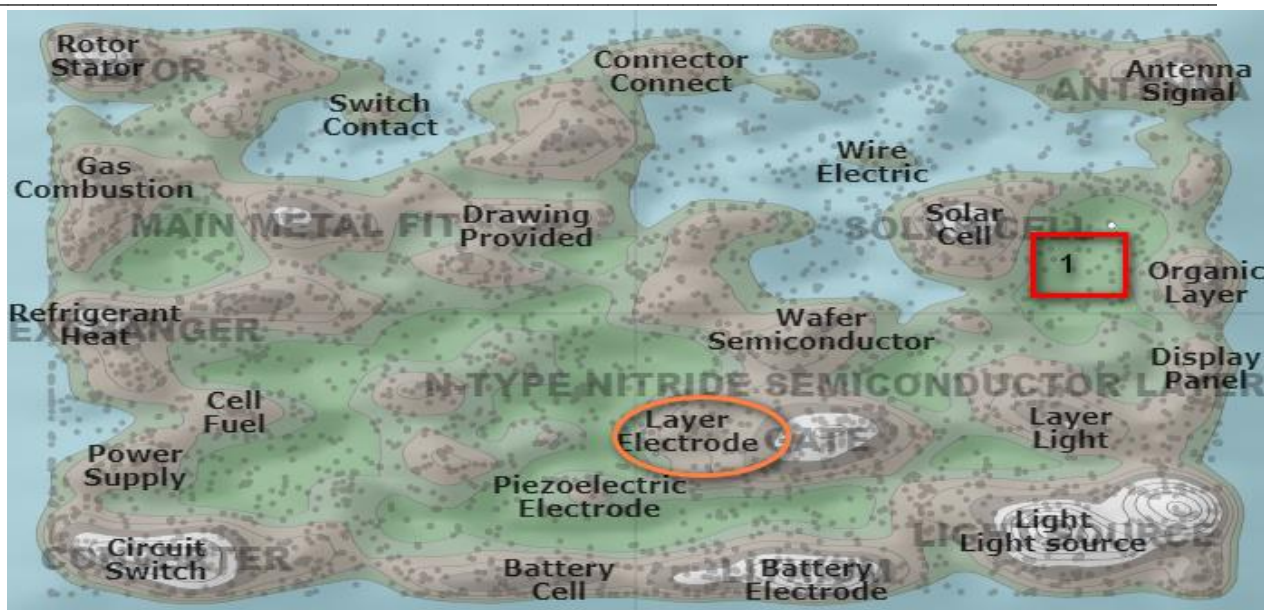 Rotor
Stator
Connector
Connect
Antenna
Signal
Switch
Contact
Wire
Electric
Gas
Combustion
MAIN METAL FIT
Drawing
Provided
Solar
Cell
1
Organic
Layer
Refrigerant
Heat
Wafer
Semiconductor
Display
Panel
N-TYPE NITRIDE SEMICONDUCTOR LAYER
Cell
Fuel
Layer
Electrode
GATE
Layer
Light
Power
Supply
Piezoelectric
Electrode
Light
Light source
Circuit
Switch
Battery
Cell
Battery
Electrode